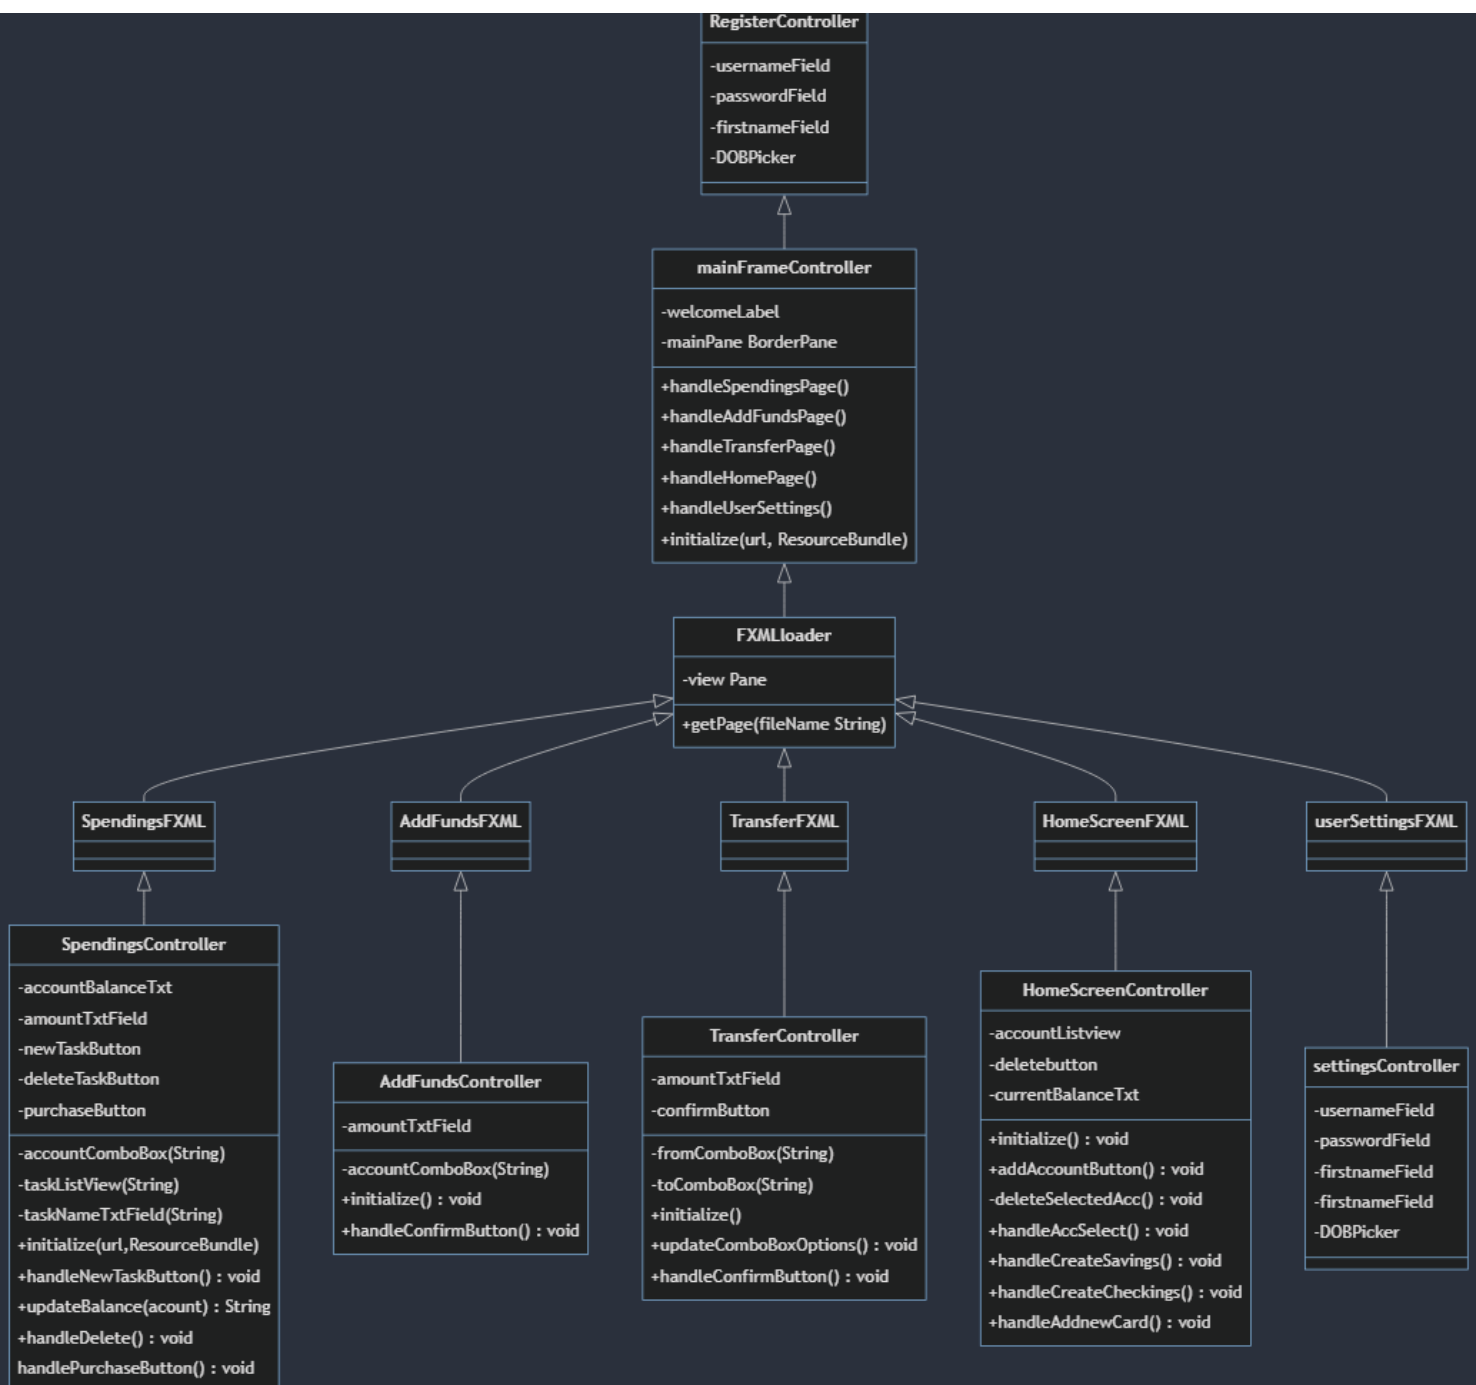 RegisterController
-usernameField
-passwordField
-firstnameField
-DOBPicker
mainFrameController
-welcomeLabel
-mainPane BorderPane
+handleSpendingsPage()
+handleAddFundsPage()
+handleTransferPage()
+handleHomePage()
+handleUserSettings()
+initialize(url, ResourceBundle)
FXMLloader
-view Pane
+getPage(fileName String)
SpendingsFXML
AddFundsFXML
TransferFXML
HomeScreenFXML
userSettingsFXML
SpendingsController
-accountBalanceTxt
-amountTxtField
-newTaskButton
-deleteTaskButton
-purchaseButton
-accountComboBox(String)
-taskListView(String)
-taskNameTxtField(String)
+initialize(url,ResourceBundle)
+handleNewTaskButton() : void
+updateBalance(acount) : String
+handleDelete() : void
handlePurchaseButton() : void
AddFundsController
-amountTxtField
-accountComboBox(String)
+initialize() : void
+handleConfirmButton() : void
TransferController
-amountTxtField
-confirmButton
-fromComboBox(String)
-toComboBox(String)
+initialize()
+updateComboBoxOptions() : void
+handleConfirmButton() : void
HomeScreenController
-accountListview
-deletebutton
-currentBalanceTxt
+initialize() : void
+addAccountButton() : void
-deleteSelectedAcc() : void
+handleAccSelect() : void
+handleCreateSavings() : void
+handleCreateCheckings() : void
+handleAddnewCard() : void
settingsController
-usernameField
-passwordField
-firstnameField
-firstnameField
-DOBPicker